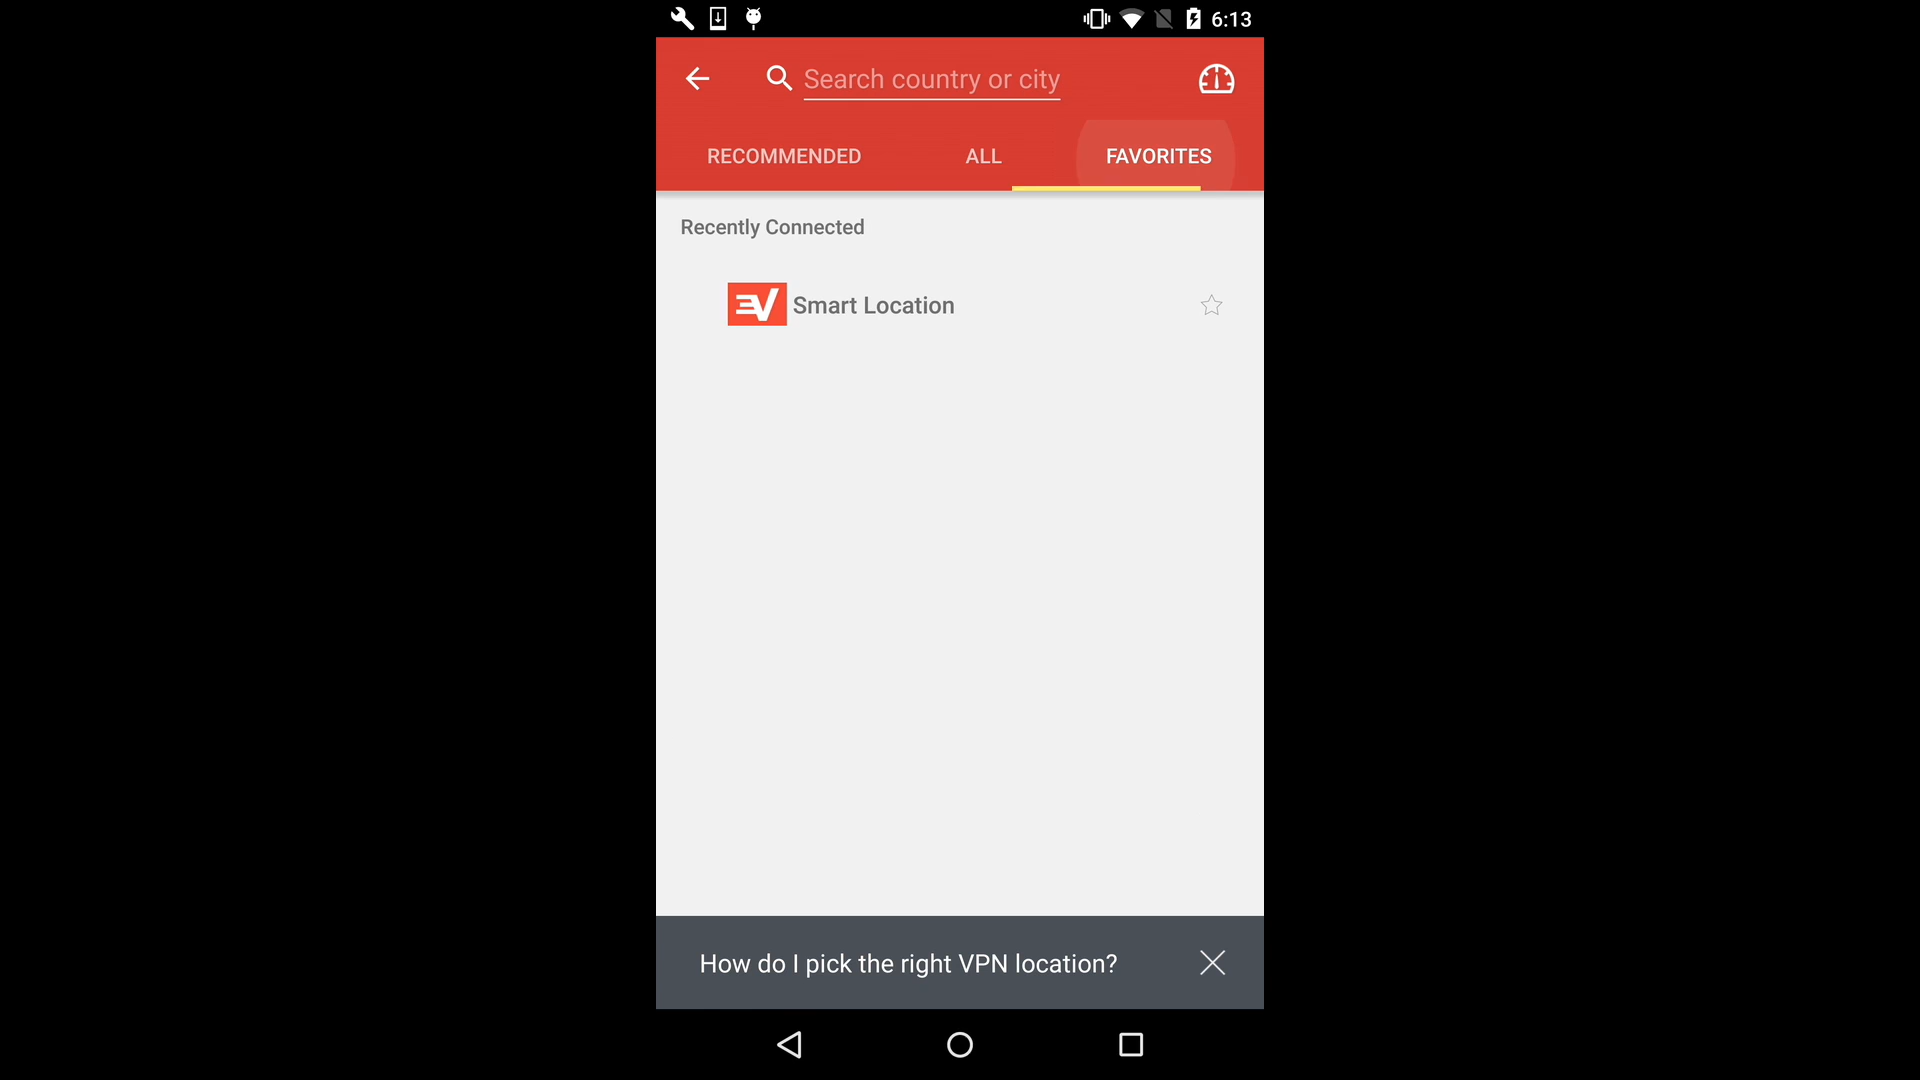 6:13
Search country or city
RECOMMENDED ALL FAVORITES
Recently Connected
Smart Location
How do I pick the right VPN location?